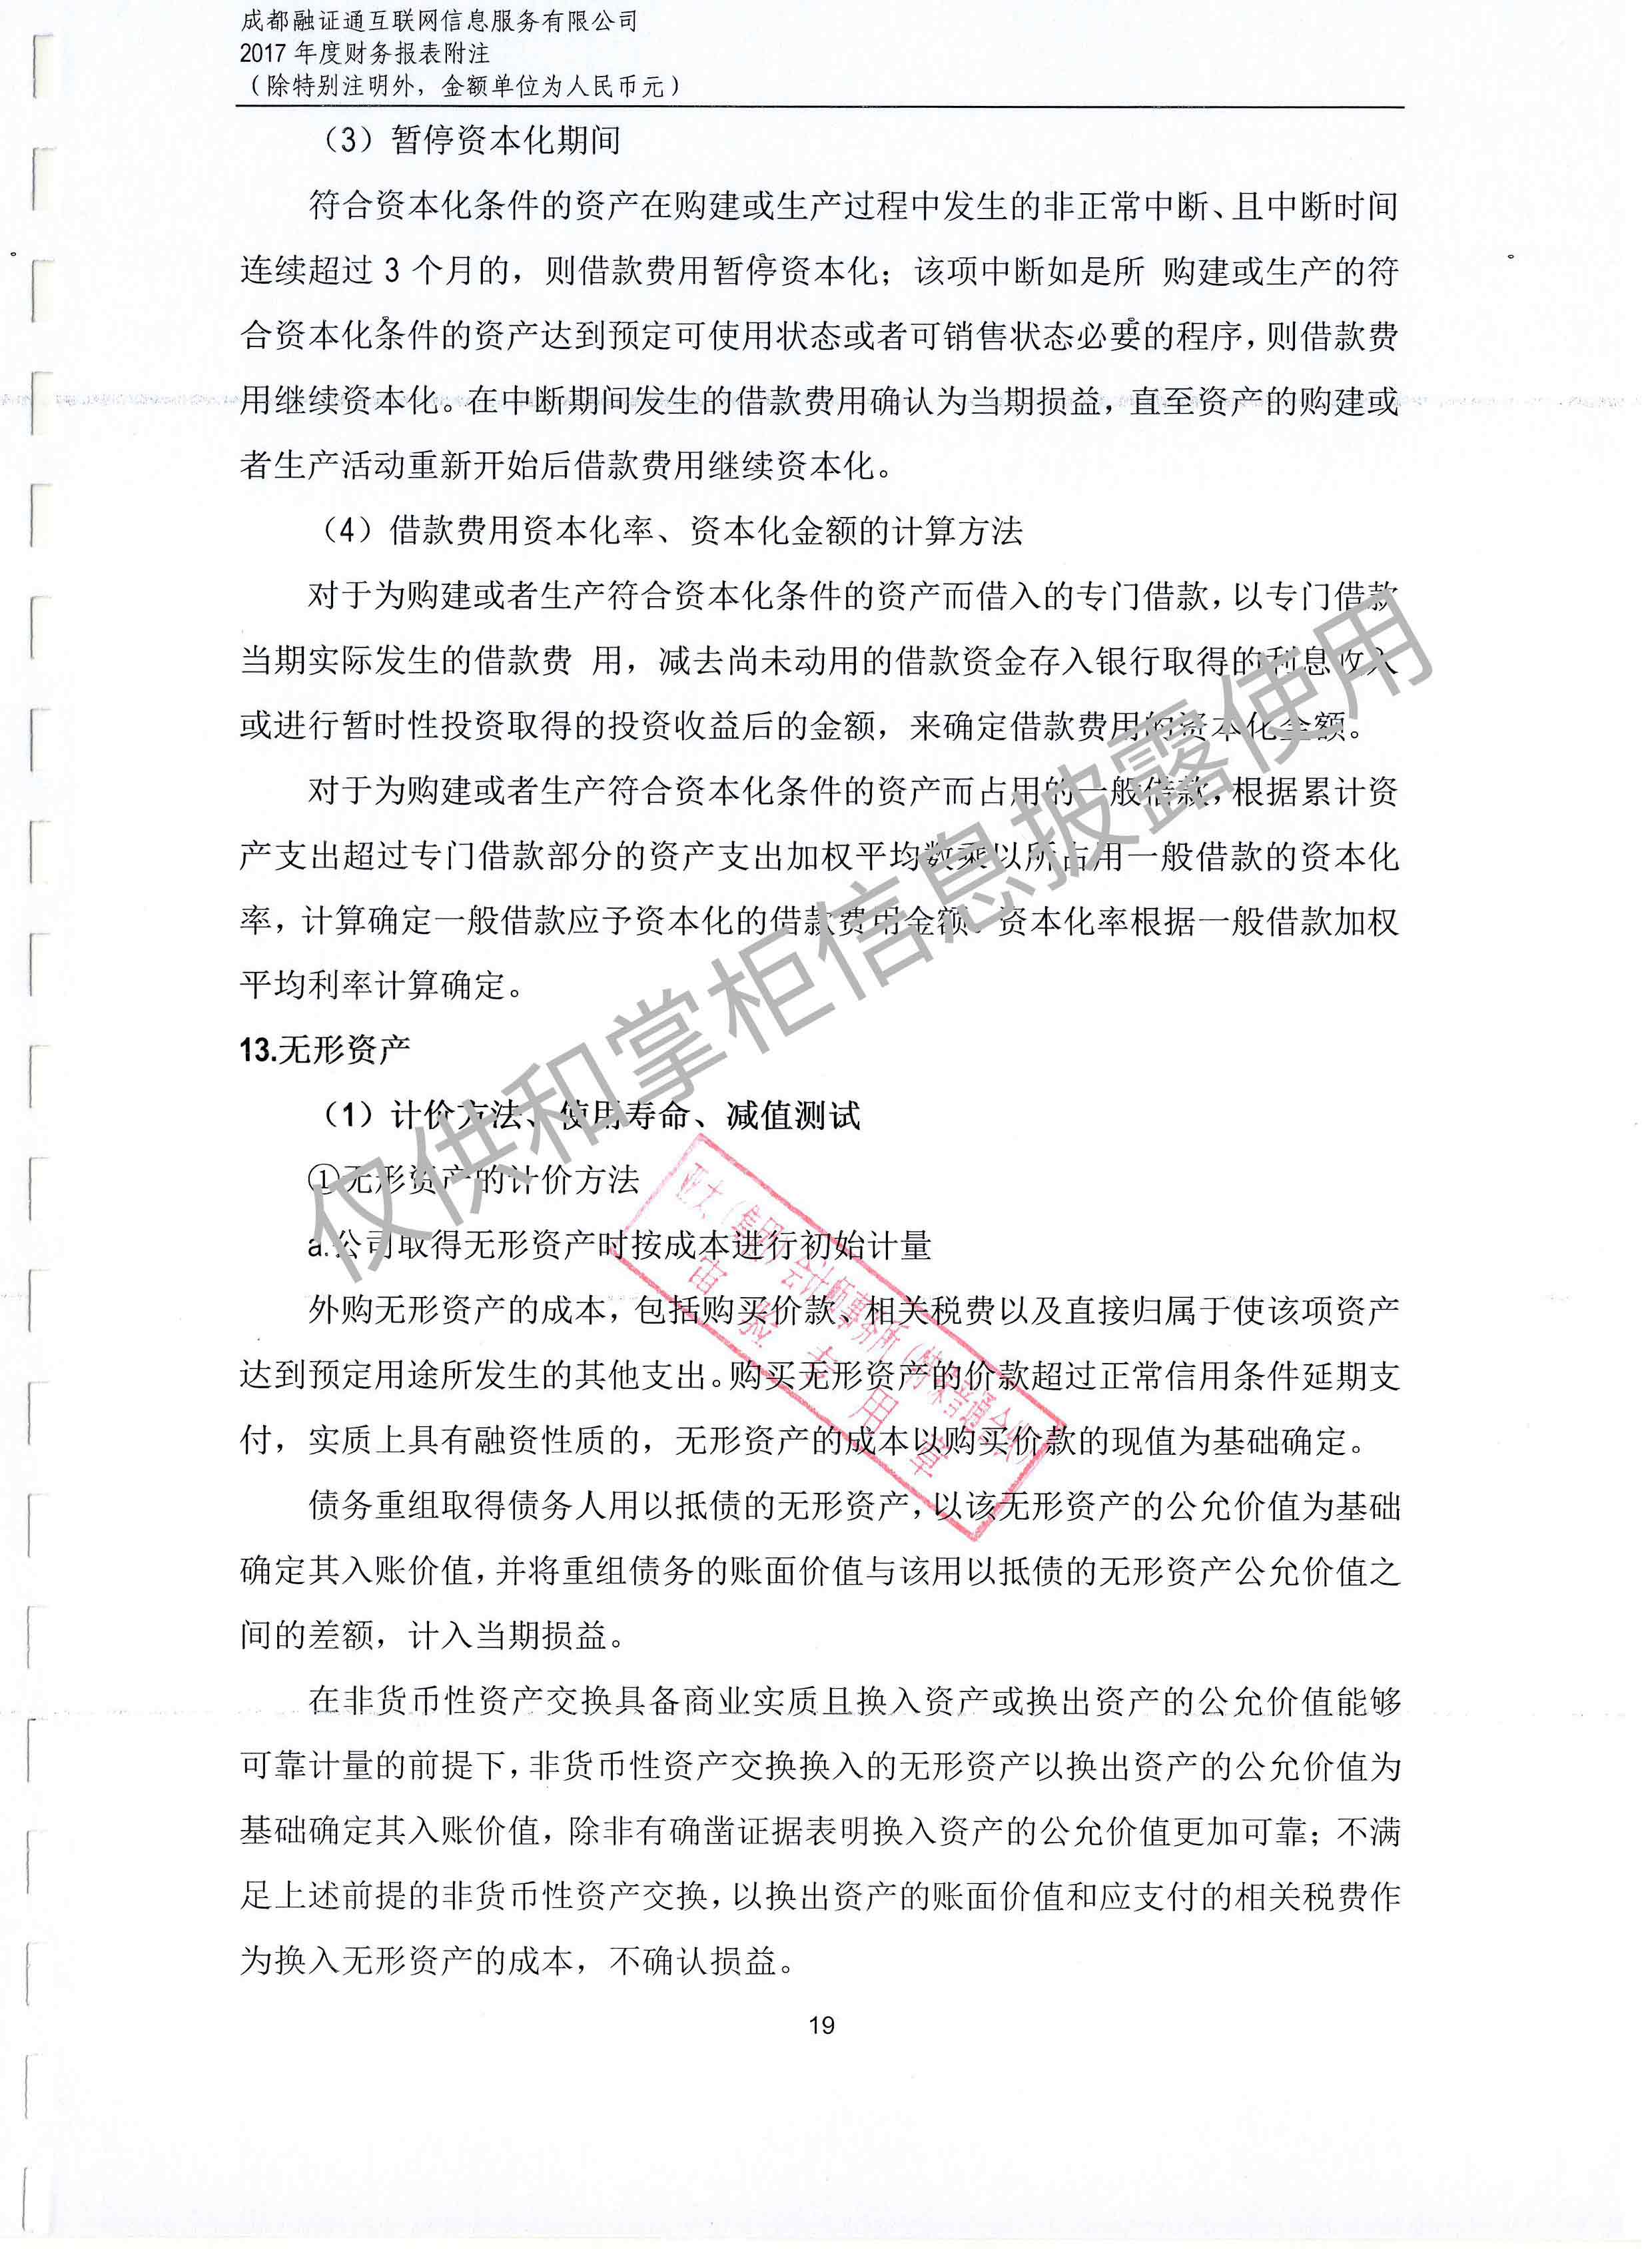 成都融证通互联网信息服务有限公司
2017 年度财务报表附注
（除特别注明外，金额单位为人民币元）
（3）暂停资本化期间
符合资本化条件的资产在购建或生产过程中发生的非正常中断、且中断时间
连续超过 3 个月的，则借款费用暂停资本化；该项中断如是所 购建或生产的符
合资本化条件的资产达到预定可使用状态或者可销售状态必要的程序，则借款费
用继续资本化。在中断期间发生的借款费用确认为当期损益，直至资产的购建或
者生产活动重新开始后借款费用继续资本化。
（4）借款费用资本化率、资本化金额的计算方法
对于为购建或者生产符合资本化条件的资产而借入的专门借款，以专门借款
当期实际发生的借款费 用，减去尚未动用的借款资金存入银行取得的利息收入
或进行暂时性投资取得的投资收益后的金额，来确定借款费用的资本化金额。
对于为购建或者生产符合资本化条件的资产而占用的一般借款，根据累计资
产支出超过专门借款部分的资产支出加权平均数乘以所占用一般借款的资本化
率，计算确定一般借款应予资本化的借款费用金额。资本化率根据一般借款加权
平均利率计算确定。
13.无形资产
（1）计价方法、使用寿命、减值测试
①无形资产的计价方法
a.公司取得无形资产时按成本进行初始计量
外购无形资产的成本，包括购买价款、相关税费以及直接归属于使该项资产
达到预定用途所发生的其他支出。购买无形资产的价款超过正常信用条件延期支
付，实质上具有融资性质的，无形资产的成本以购买价款的现值为基础确定。
债务重组取得债务人用以抵债的无形资产，以该无形资产的公允价值为基础
确定其入账价值，并将重组债务的账面价值与该用以抵债的无形资产公允价值之
间的差额，计入当期损益。
在非货币性资产交换具备商业实质且换入资产或换出资产的公允价值能够
可靠计量的前提下，非货币性资产交换换入的无形资产以换出资产的公允价值为
基础确定其入账价值，除非有确凿证据表明换入资产的公允价值更加可靠；不满
足上述前提的非货币性资产交换，以换出资产的账面价值和应支付的相关税费作
为换入无形资产的成本，不确认损益。
19
仅供和掌柜信息披露使用
亚太（集团）会计师事务所（特殊普通合伙）
审验专用章